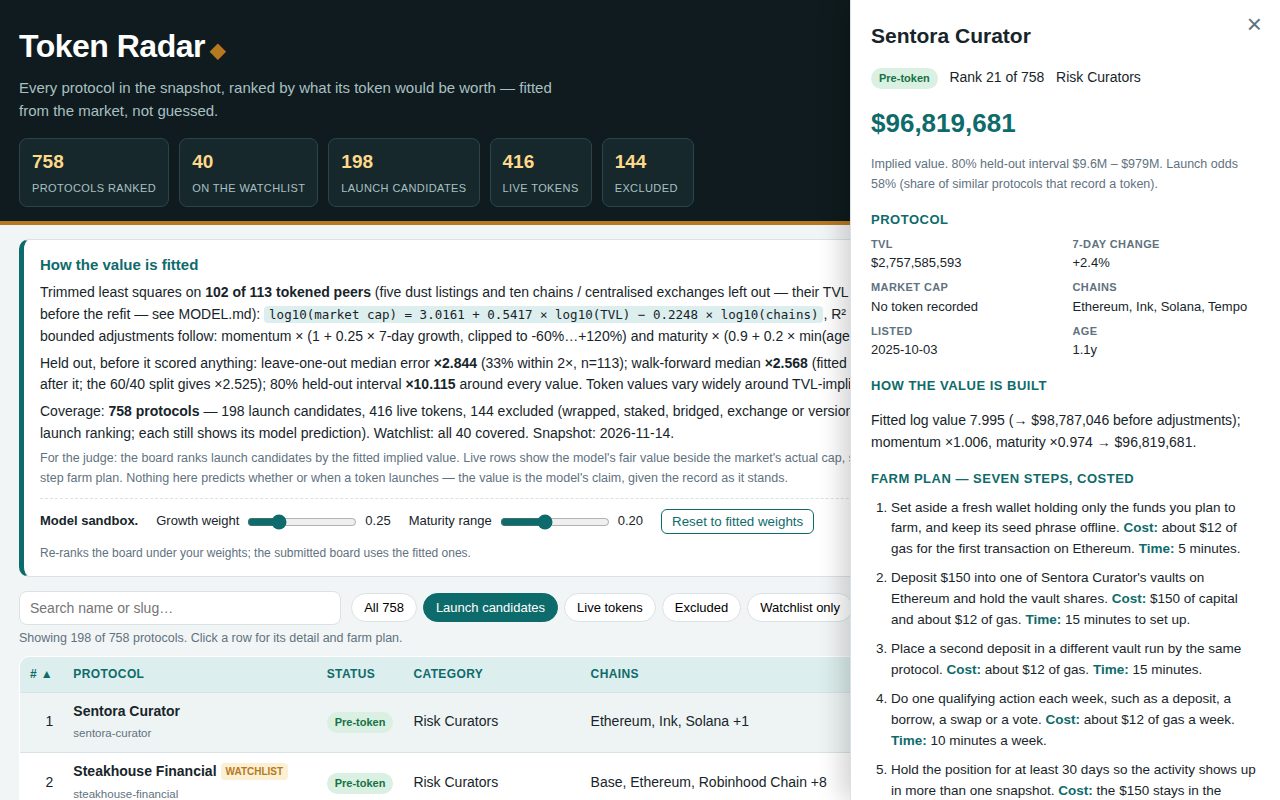 Token Radar
Every protocol in the snapshot, ranked by what its token would be worth — fitted
from the market, not guessed.
758
PROTOCOLS RANKED
40
ON THE WATCHLIST
198
LAUNCH CANDIDATES
416
LIVE TOKENS
144
EXCLUDED
How the value is fitted
Trimmed least squares on 102 of 113 tokened peers (five dust listings and ten chains / centralised exchanges left out — their TVL
before the refit — see MODEL.md): log10(market cap) = 3.0161 + 0.5417 × log10(TVL) − 0.2248 × log10(chains), R²
bounded adjustments follow: momentum × (1 + 0.25 × 7-day growth, clipped to -60%…+120%) and maturity × (0.9 + 0.2 × min(age
Held out, before it scored anything: leave-one-out median error ×2.844 (33% within 2×, n=113); walk-forward median ×2.568 (fitted
after it; the 60/40 split gives ×2.525); 80% held-out interval ×10.115 around every value. Token values vary widely around TVL-impli
Coverage: 758 protocols — 198 launch candidates, 416 live tokens, 144 excluded (wrapped, staked, bridged, exchange or version
launch ranking; each still shows its model prediction). Watchlist: all 40 covered. Snapshot: 2026-11-14.
For the judge: the board ranks launch candidates by the fitted implied value. Live rows show the model's fair value beside the market's actual cap,
step farm plan. Nothing here predicts whether or when a token launches — the value is the model's claim, given the record as it stands.
Model sandbox. Growth weight 0.25 Maturity range 0.20 Reset to fitted weights
Re-ranks the board under your weights; the submitted board uses the fitted ones.
Search name or slug…
All 758
Launch candidates
Live tokens
Excluded
Watchlist only
Showing 198 of 758 protocols. Click a row for its detail and farm plan.
# ▲ PROTOCOL STATUS CATEGORY CHAINS
1 Sentora Curator Pre-token Risk Curators Ethereum, Ink, Solana +1
sentora-curator
2 Steakhouse Financial WATCHLIST Pre-token Risk Curators Base, Ethereum, Robinhood Chain +8
steakhouse-financial
Sentora Curator
×
Pre-token Rank 21 of 758 Risk Curators
$96,819,681
Implied value. 80% held-out interval $9.6M – $979M. Launch odds
58% (share of similar protocols that record a token).
PROTOCOL
TVL
$2,757,585,593
7-DAY CHANGE
+2.4%
MARKET CAP
No token recorded
CHAINS
Ethereum, Ink, Solana, Tempo
LISTED
2025-10-03
AGE
1.1y
HOW THE VALUE IS BUILT
Fitted log value 7.995 (→ $98,787,046 before adjustments);
momentum ×1.006, maturity ×0.974 → $96,819,681.
FARM PLAN — SEVEN STEPS, COSTED
1. Set aside a fresh wallet holding only the funds you plan to
farm, and keep its seed phrase offline. Cost: about $12 of
gas for the first transaction on Ethereum. Time: 5 minutes.
2. Deposit $150 into one of Sentora Curator's vaults on
Ethereum and hold the vault shares. Cost: $150 of capital
and about $12 of gas. Time: 15 minutes to set up.
3. Place a second deposit in a different vault run by the same
protocol. Cost: about $12 of gas. Time: 15 minutes.
4. Do one qualifying action each week, such as a deposit, a
borrow, a swap or a vote. Cost: about $12 of gas a week.
Time: 10 minutes a week.
5. Hold the position for at least 30 days so the activity shows up
in more than one snapshot. Cost: the $150 stays in the